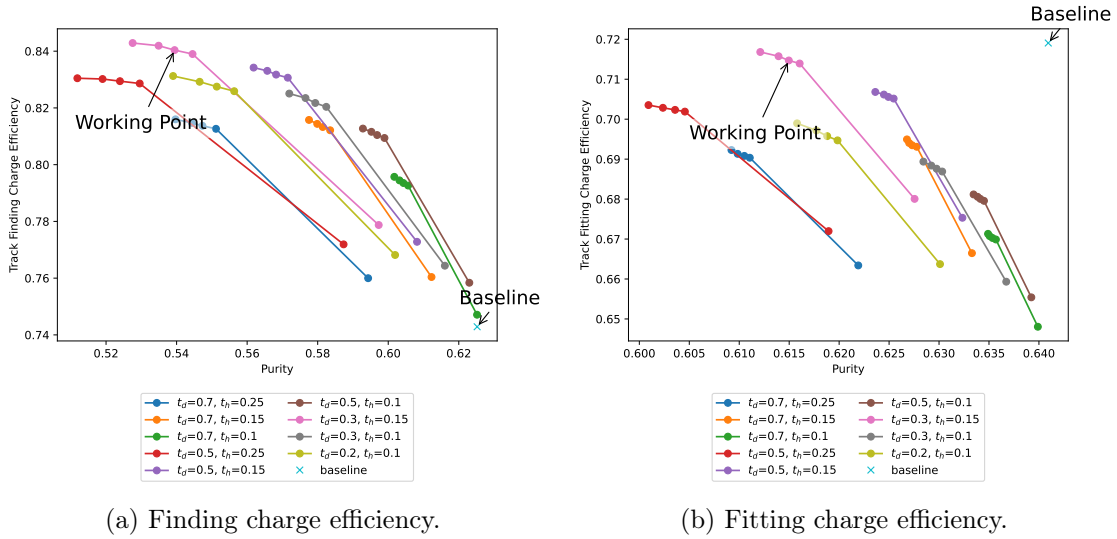 Baseline
0.84
0.82
0.80
0.78
0.76
0.74
Track Finding Charge Efficiency
Working Point
Baseline
0.52 0.54 0.56 0.58 0.60 0.62
Purity
t_d=0.7, t_h=0.25
t_d=0.7, t_h=0.15
t_d=0.7, t_h=0.1
t_d=0.5, t_h=0.25
t_d=0.5, t_h=0.15
t_d=0.5, t_h=0.1
t_d=0.3, t_h=0.15
t_d=0.3, t_h=0.1
t_d=0.2, t_h=0.1
baseline
(a) Finding charge efficiency.
0.72
0.71
0.70
0.69
0.68
0.67
0.66
0.65
Track Fitting Charge Efficiency
Working Point
0.600 0.605 0.610 0.615 0.620 0.625 0.630 0.635 0.640
Purity
t_d=0.7, t_h=0.25
t_d=0.7, t_h=0.15
t_d=0.7, t_h=0.1
t_d=0.5, t_h=0.25
t_d=0.5, t_h=0.15
t_d=0.5, t_h=0.1
t_d=0.3, t_h=0.15
t_d=0.3, t_h=0.1
t_d=0.2, t_h=0.1
baseline
(b) Fitting charge efficiency.